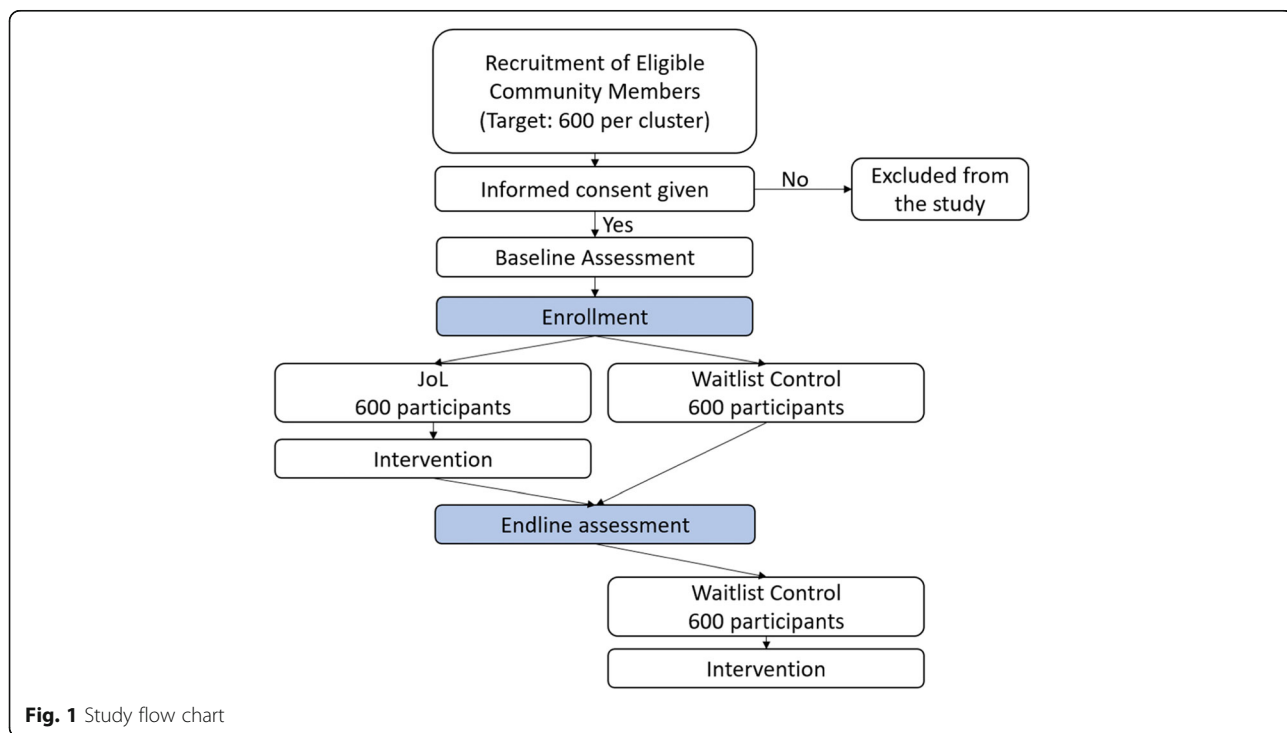 Recruitment of Eligible
Community Members
(Target: 600 per cluster)
Informed consent given
No
Excluded from
the study
Yes
Baseline Assessment
Enrollment
JoL
600 participants
Waitlist Control
600 participants
Intervention
Endline assessment
Waitlist Control
600 participants
Intervention
Fig. 1 Study flow chart